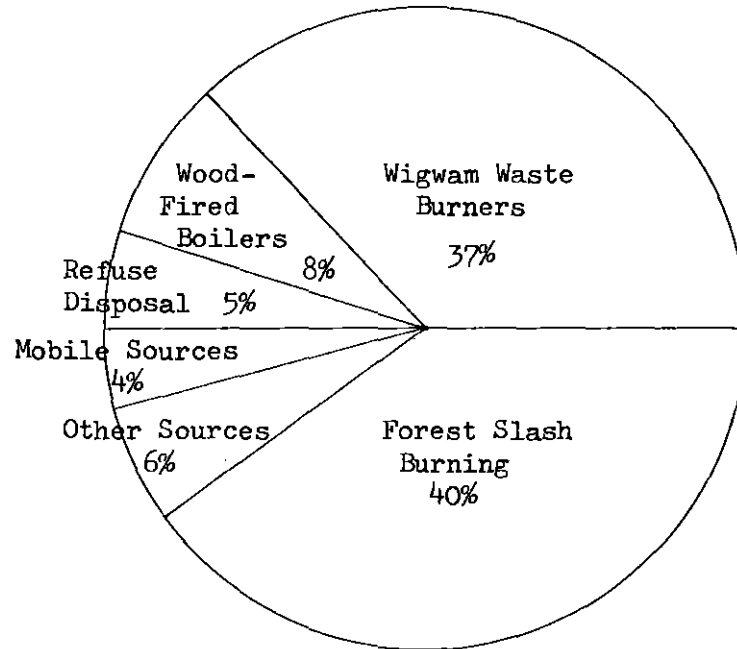 Wigwam Waste
Burners
37%
Wood-
Fired
Boilers
8%
Refuse
Disposal 5%
Mobile Sources
4%
Other Sources
6%
Forest Slash
Burning
40%